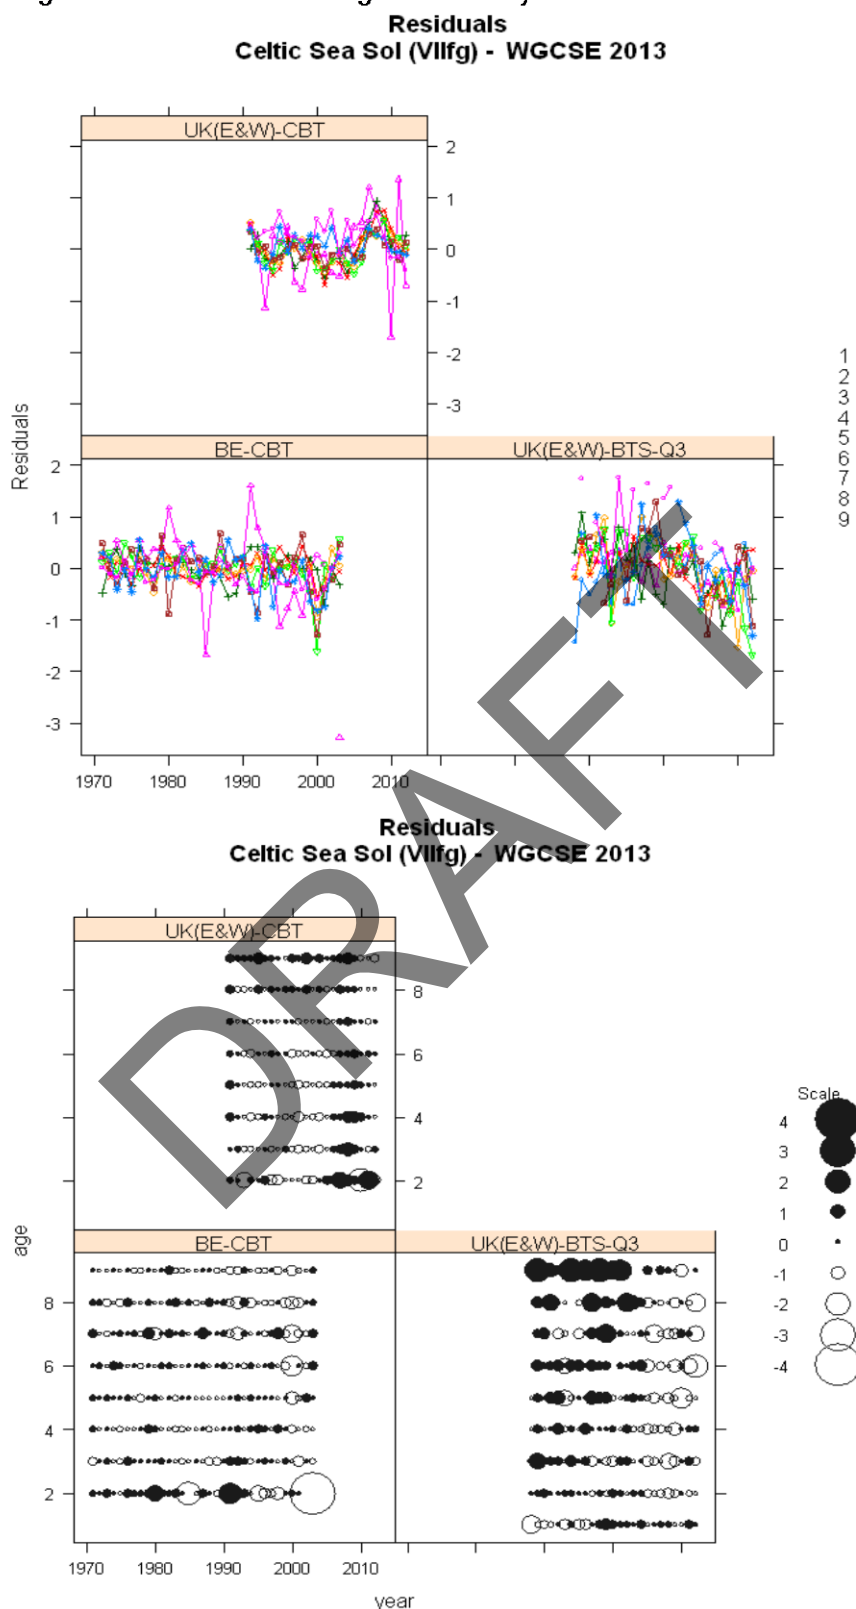 Residuals
Celtic Sea Sol (VIIfg) - WGCSE 2013
UK(E&W)-CBT
2
1
0
-1
-2
-3
Residuals
1
2
3
4
5
6
7
8
9
BE-CBT
UK(E&W)-BTS-Q3
2
1
0
-1
-2
-3
1970 1980 1990 2000 2010
DRAFT
Residuals
Celtic Sea Sol (VIIfg) - WGCSE 2013
UK(E&W)-CBT
8
6
4
2
Scale
4
3
2
1
0
-1
-2
-3
-4
age
BE-CBT
UK(E&W)-BTS-Q3
8
6
4
2
1970 1980 1990 2000 2010
year